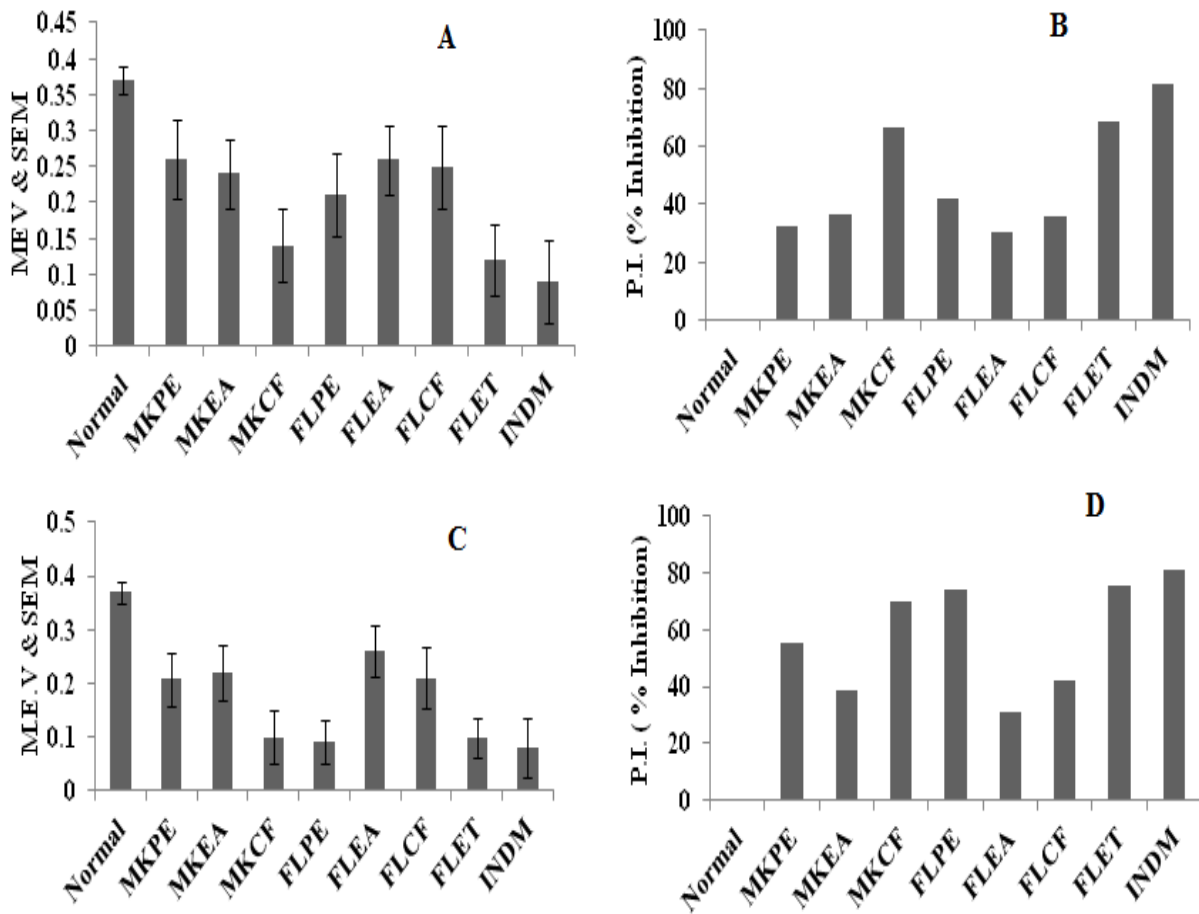 A
MEV & SEM
0.45
0.4
0.35
0.3
0.25
0.2
0.15
0.1
0.05
0
Normal
MKPE
MKEA
MKCF
FLPE
FLEA
FLCF
FLET
INDM
B
P.I. (% Inhibition)
100
80
60
40
20
0
Normal
MKPE
MKEA
MKCF
FLPE
FLEA
FLCF
FLET
INDM
C
M.E.V & SEM
0.5
0.4
0.3
0.2
0.1
0
Normal
MKPE
MKEA
MKCF
FLPE
FLEA
FLCF
FLET
INDM
D
P.I. ( % Inhibition)
100
80
60
40
20
0
Normal
MKPE
MKEA
MKCF
FLPE
FLEA
FLCF
FLET
INDM